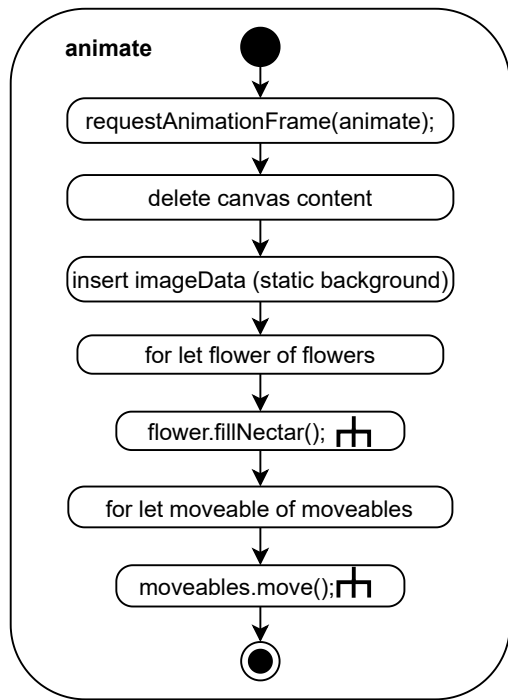 animate
requestAnimationFrame(animate);
delete canvas content
insert imageData (static background)
for let flower of flowers
flower.fillNectar();
for let moveable of moveables
moveables.move();